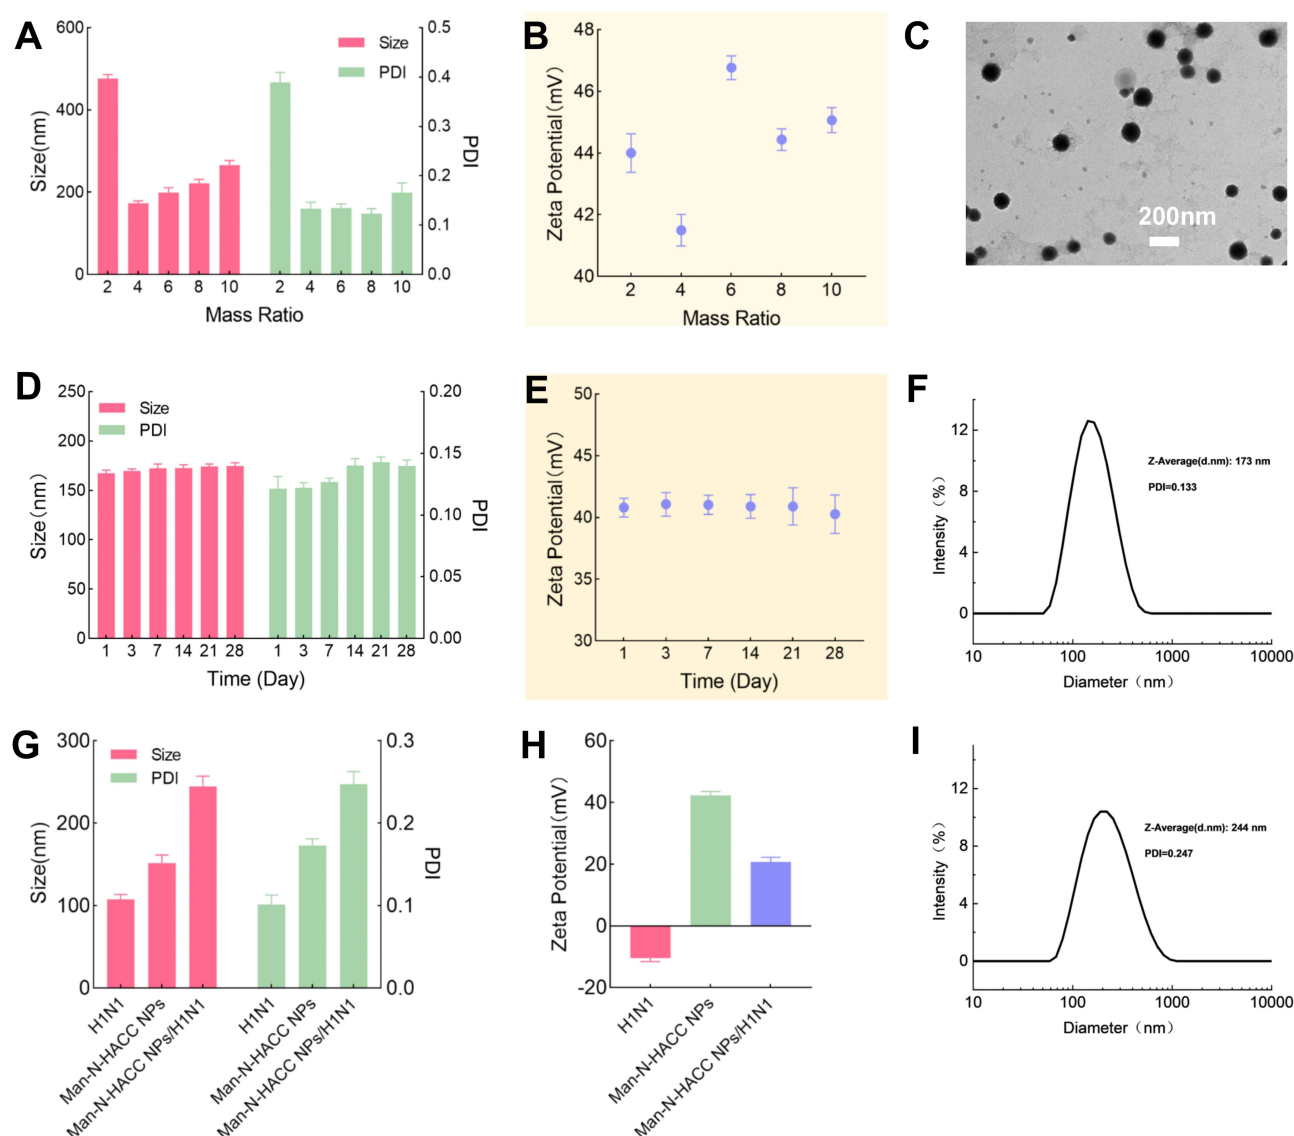 A
600
400
200
0
Size(nm)
Size
PDI
0.5
0.4
0.3
0.2
0.1
0.0
PDI
2 4 6 8 10 2 4 6 8 10
Mass Ratio
B
48
46
44
42
40
Zeta Potential(mV)
2 4 6 8 10
Mass Ratio
C
200nm
D
250
200
150
100
50
0
Size(nm)
Size
PDI
0.20
0.15
0.10
0.05
0.00
PDI
1 3 7 14 21 28 1 3 7 14 21 28
Time (Day)
E
50
45
40
35
30
Zeta Potential(mV)
1 3 7 14 21 28
Time (Day)
F
12
8
4
0
Intensity (%)
Z-Average(d.nm): 173 nm
PDI=0.133
10 100 1000 10000
Diameter (nm)
G
300
200
100
0
Size(nm)
Size
PDI
0.3
0.2
0.1
0.0
PDI
H1N1
Man-N-HACC NPs
Man-N-HACC NPs/H1N1
H1N1
Man-N-HACC NPs
Man-N-HACC NPs/H1N1
H
60
40
20
0
-20
Zeta Potential(mV)
H1N1
Man-N-HACC NPs
Man-N-HACC NPs/H1N1
I
12
8
4
0
Intensity (%)
Z-Average(d.nm): 244 nm
PDI=0.247
10 100 1000 10000
Diameter (nm)